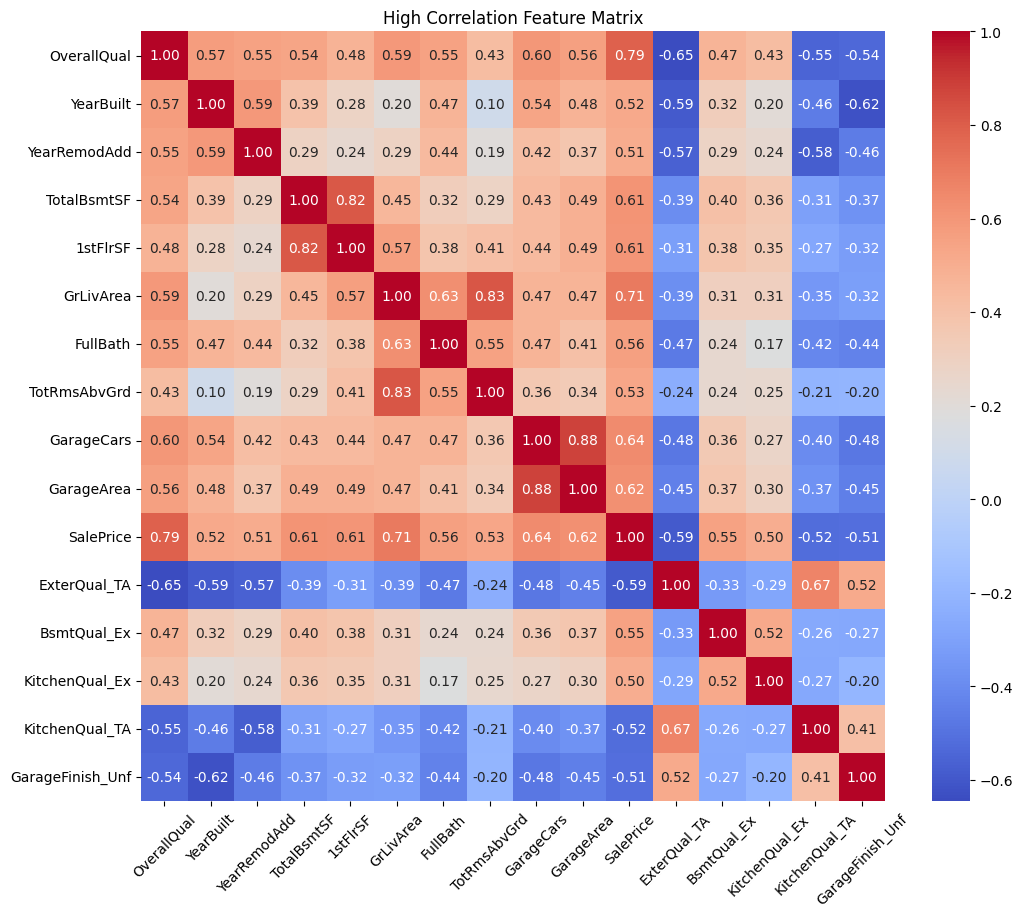 High Correlation Feature Matrix
OverallQual 1.00 0.57 0.55 0.54 0.48 0.59 0.55 0.43 0.60 0.56 0.79 -0.65 0.47 0.43 -0.55 -0.54
YearBuilt 0.57 1.00 0.59 0.39 0.28 0.20 0.47 0.10 0.54 0.48 0.52 -0.59 0.32 0.20 -0.46 -0.62
YearRemodAdd 0.55 0.59 1.00 0.29 0.24 0.29 0.44 0.19 0.42 0.37 0.51 -0.57 0.29 0.24 -0.58 -0.46
TotalBsmtSF 0.54 0.39 0.29 1.00 0.82 0.45 0.32 0.29 0.43 0.49 0.61 -0.39 0.40 0.36 -0.31 -0.37
1stFlrSF 0.48 0.28 0.24 0.82 1.00 0.57 0.38 0.41 0.44 0.49 0.61 -0.31 0.38 0.35 -0.27 -0.32
GrLivArea 0.59 0.20 0.29 0.45 0.57 1.00 0.63 0.83 0.47 0.47 0.71 -0.39 0.31 0.31 -0.35 -0.32
FullBath 0.55 0.47 0.44 0.32 0.38 0.63 1.00 0.55 0.47 0.41 0.56 -0.47 0.24 0.17 -0.42 -0.44
TotRmsAbvGrd 0.43 0.10 0.19 0.29 0.41 0.83 0.55 1.00 0.36 0.34 0.53 -0.24 0.24 0.25 -0.21 -0.20
GarageCars 0.60 0.54 0.42 0.43 0.44 0.47 0.47 0.36 1.00 0.88 0.64 -0.48 0.36 0.27 -0.40 -0.48
GarageArea 0.56 0.48 0.37 0.49 0.49 0.47 0.41 0.34 0.88 1.00 0.62 -0.45 0.37 0.30 -0.37 -0.45
SalePrice 0.79 0.52 0.51 0.61 0.61 0.71 0.56 0.53 0.64 0.62 1.00 -0.59 0.55 0.50 -0.52 -0.51
ExterQual_TA -0.65 -0.59 -0.57 -0.39 -0.31 -0.39 -0.47 -0.24 -0.48 -0.45 -0.59 1.00 -0.33 -0.29 0.67 0.52
BsmtQual_Ex 0.47 0.32 0.29 0.40 0.38 0.31 0.24 0.24 0.36 0.37 0.55 -0.33 1.00 0.52 -0.26 -0.27
KitchenQual_Ex 0.43 0.20 0.24 0.36 0.35 0.31 0.17 0.25 0.27 0.30 0.50 -0.29 0.52 1.00 -0.27 -0.20
KitchenQual_TA -0.55 -0.46 -0.58 -0.31 -0.27 -0.35 -0.42 -0.21 -0.40 -0.37 -0.52 0.67 -0.26 -0.27 1.00 0.41
GarageFinish_Unf -0.54 -0.62 -0.46 -0.37 -0.32 -0.32 -0.44 -0.20 -0.48 -0.45 -0.51 0.52 -0.27 -0.20 0.41 1.00
OverallQual YearBuilt YearRemodAdd TotalBsmtSF 1stFlrSF GrLivArea FullBath TotRmsAbvGrd GarageCars GarageArea SalePrice ExterQual_TA BsmtQual_Ex KitchenQual_Ex KitchenQual_TA GarageFinish_Unf
1.0
0.8
0.6
0.4
0.2
0.0
−0.2
−0.4
−0.6